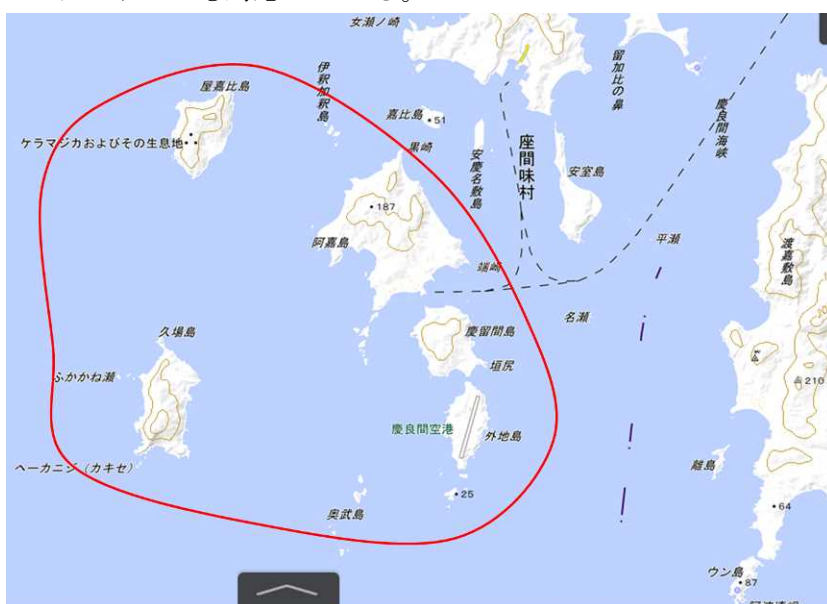 女瀬ノ崎
伊釈加釈島
屋嘉比島
嘉比島
51
留加比の鼻
慶良間海峡
ケラマジカおよびその生息地
黒崎
安慶名敷島
座間味村
安室島
187
阿嘉島
平瀬
渡嘉敷島
端崎
名瀬
久場島
慶留間島
垣尻
ふかかね瀬
210
慶良間空港
外地島
ヘーカニジ(カキセ)
離島
25
奥武島
64
ウン島
87